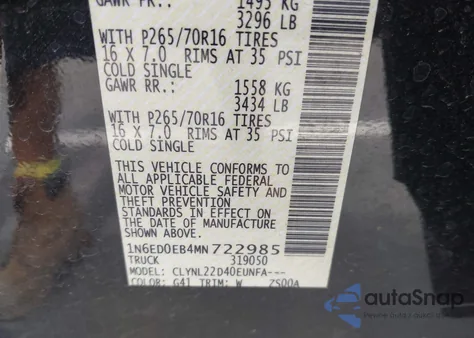 GAWR FR.: 1495 KG
3296 LB
WITH P265/70R16 TIRES
16 X 7.0 RIMS AT 35 PSI
COLD SINGLE
GAWR RR.: 1558 KG
3434 LB
WITH P265/70R16 TIRES
16 X 7.0 RIMS AT 35 PSI
COLD SINGLE
THIS VEHICLE CONFORMS TO
ALL APPLICABLE FEDERAL
MOTOR VEHICLE SAFETY AND
THEFT PREVENTION
STANDARDS IN EFFECT ON THE
DATE OF MANUFACTURE
SHOWN ABOVE.
1N6ED0EB4MN722985
TRUCK 319050
MODEL: CLYNL22D40EUNFA---
COLOR: G41 TRIM: W ZS00A
autoSnap